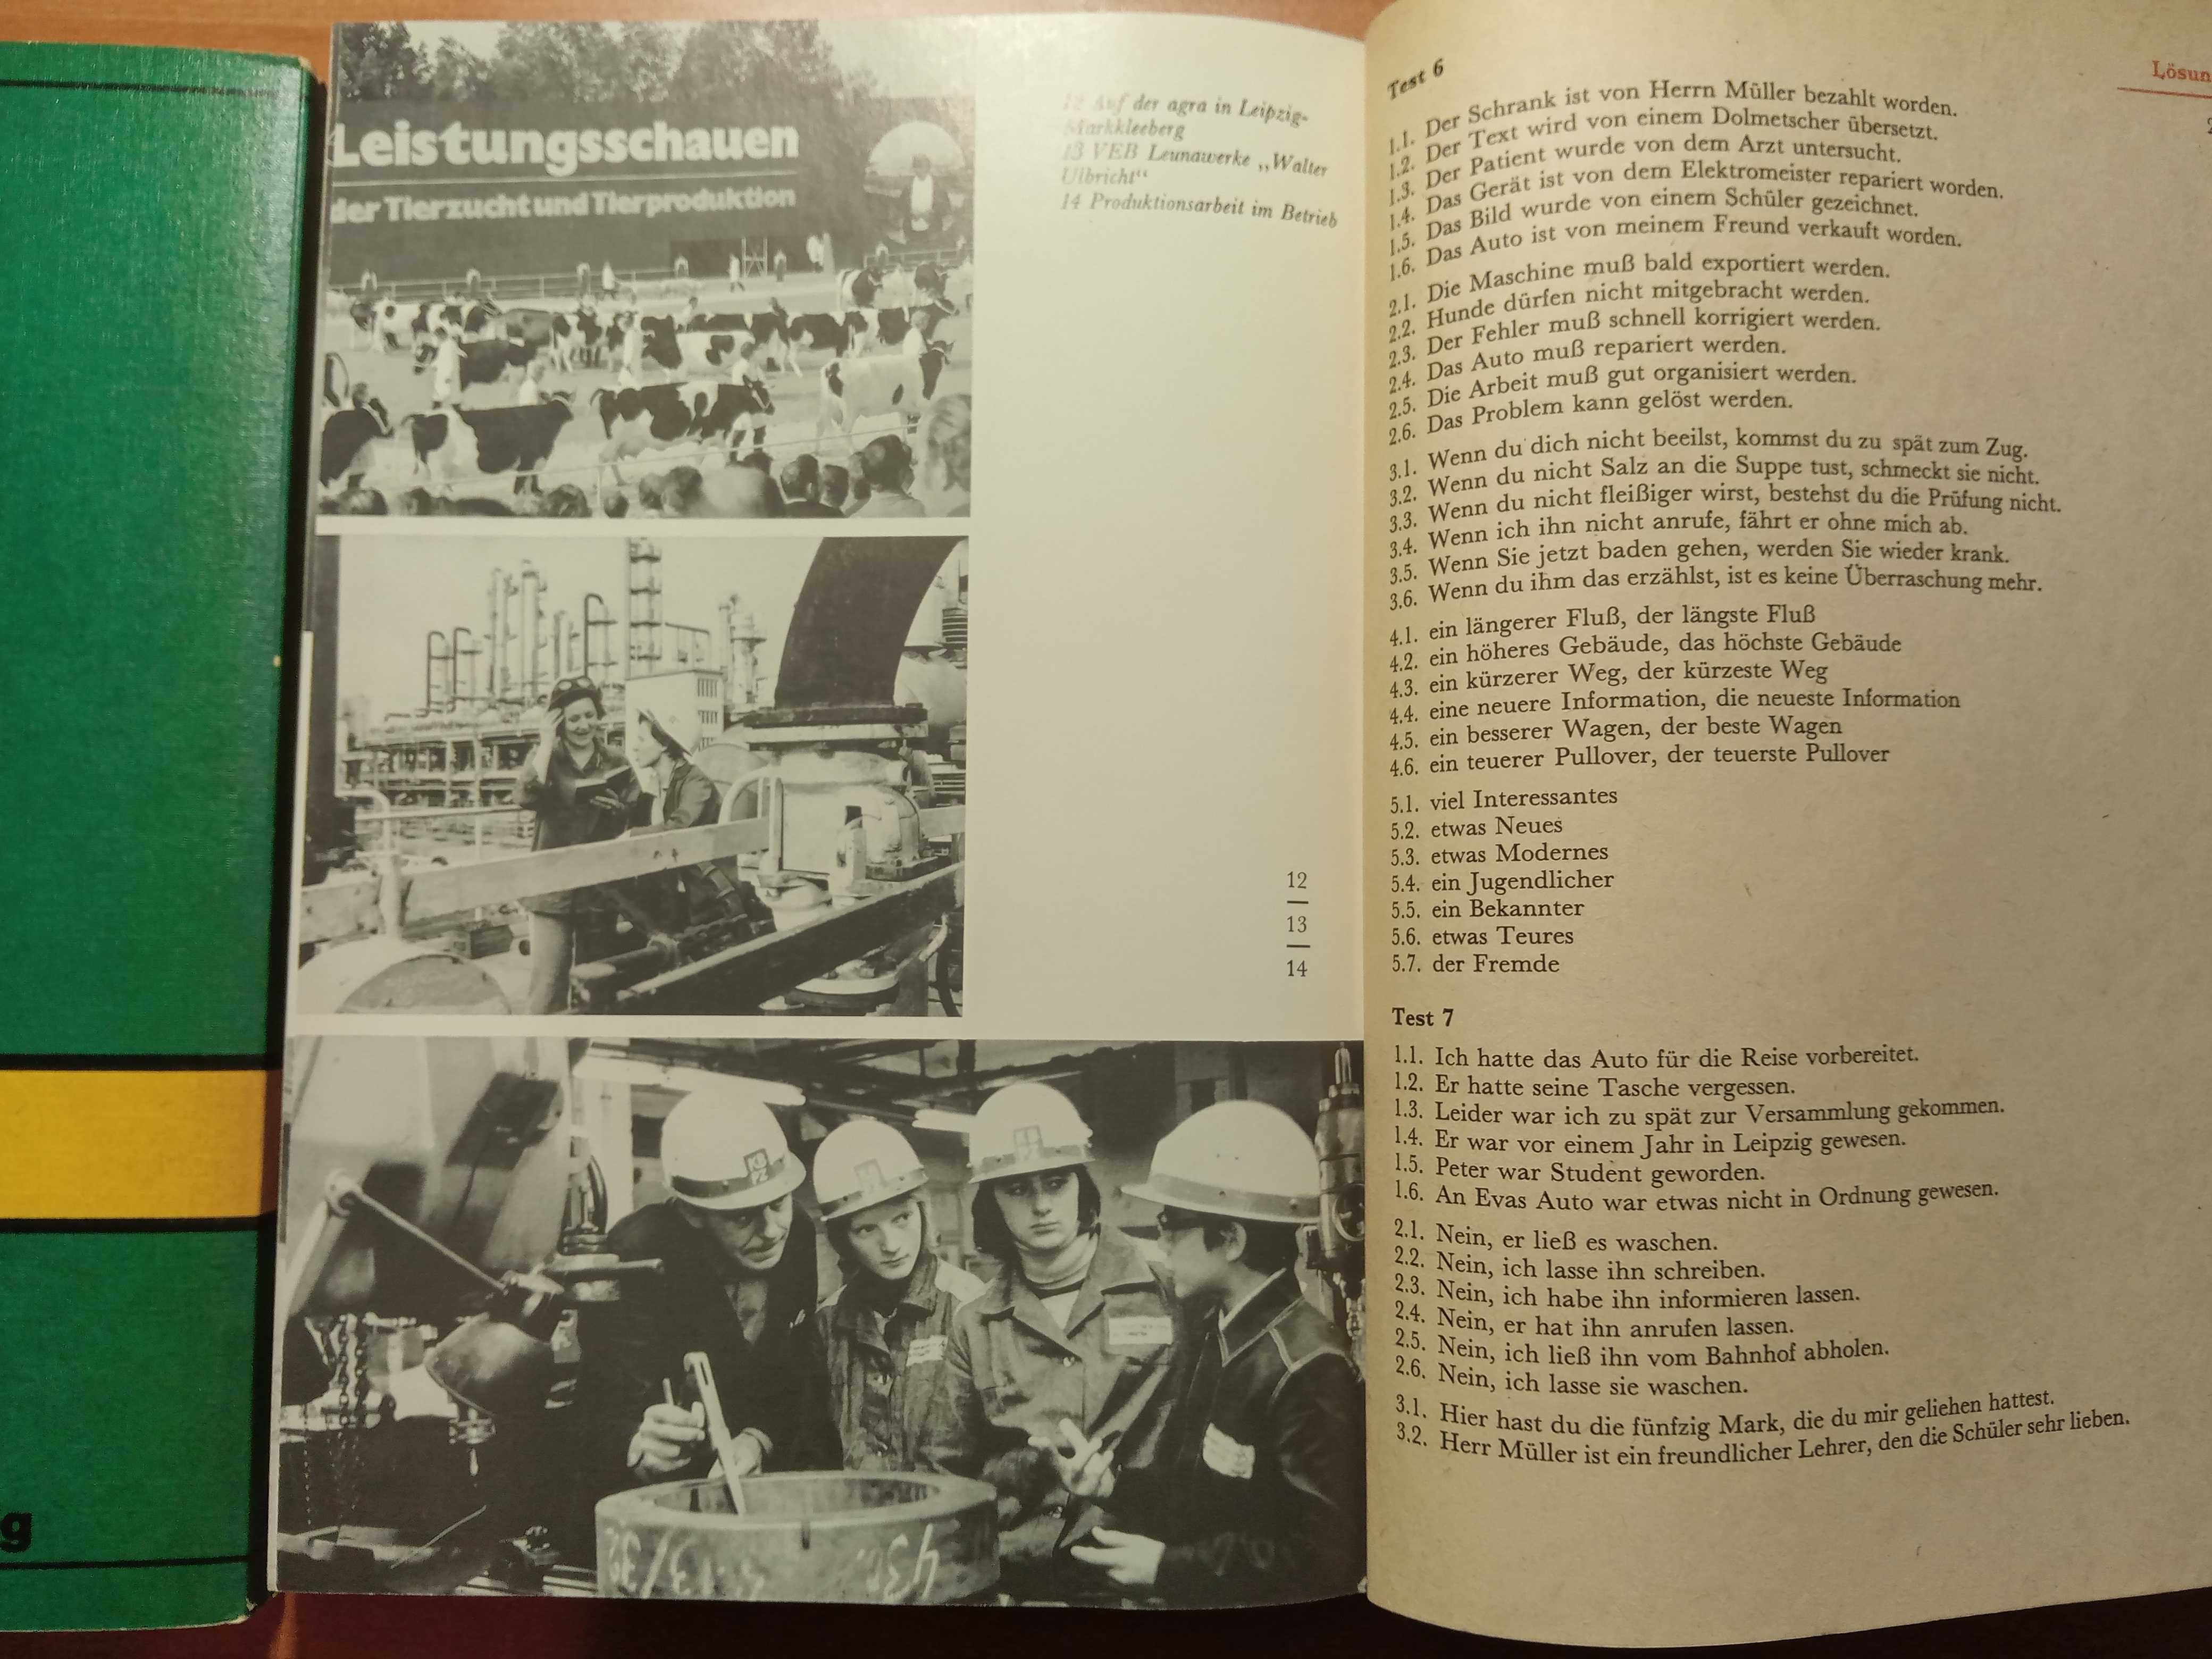 g
Leistungsschauen
der Tierzucht und Tierproduktion
12 Auf der agra in Leipzig-
Markkleeberg
13 VEB Leunawerke „Walter
Ulbricht“
14 Produktionsarbeit im Betrieb
12
13
14
Lösun
Test 6
1.1. Der Schrank ist von Herrn Müller bezahlt worden.
1.2. Der Text wird von einem Dolmetscher übersetzt.
1.3. Der Patient wurde von dem Arzt untersucht.
1.4. Das Gerät ist von dem Elektromeister repariert worden.
1.5. Das Bild wurde von einem Schüler gezeichnet.
1.6. Das Auto ist von meinem Freund verkauft worden.
2.1. Die Maschine muß bald exportiert werden.
2.2. Hunde dürfen nicht mitgebracht werden.
2.3. Der Fehler muß schnell korrigiert werden.
2.4. Das Auto muß repariert werden.
2.5. Die Arbeit muß gut organisiert werden.
2.6. Das Problem kann gelöst werden.
3.1. Wenn du dich nicht beeilst, kommst du zu spät zum Zug.
3.2. Wenn du nicht Salz an die Suppe tust, schmeckt sie nicht.
3.3. Wenn du nicht fleißiger wirst, bestehst du die Prüfung nicht.
3.4. Wenn ich ihn nicht anrufe, fährt er ohne mich ab.
3.5. Wenn Sie jetzt baden gehen, werden Sie wieder krank.
3.6. Wenn du ihm das erzählst, ist es keine Überraschung mehr.
4.1. ein längerer Fluß, der längste Fluß
4.2. ein höheres Gebäude, das höchste Gebäude
4.3. ein kürzerer Weg, der kürzeste Weg
4.4. eine neuere Information, die neueste Information
4.5. ein besserer Wagen, der beste Wagen
4.6. ein teuerer Pullover, der teuerste Pullover
5.1. viel Interessantes
5.2. etwas Neues
5.3. etwas Modernes
5.4. ein Jugendlicher
5.5. ein Bekannter
5.6. etwas Teures
5.7. der Fremde
Test 7
1.1. Ich hatte das Auto für die Reise vorbereitet.
1.2. Er hatte seine Tasche vergessen.
1.3. Leider war ich zu spät zur Versammlung gekommen.
1.4. Er war vor einem Jahr in Leipzig gewesen.
1.5. Peter war Student geworden.
1.6. An Evas Auto war etwas nicht in Ordnung gewesen.
2.1. Nein, er ließ es waschen.
2.2. Nein, ich lasse ihn schreiben.
2.3. Nein, ich habe ihn informieren lassen.
2.4. Nein, er hat ihn anrufen lassen.
2.5. Nein, ich ließ ihn vom Bahnhof abholen.
2.6. Nein, ich lasse sie waschen.
3.1. Hier hast du die fünfzig Mark, die du mir geliehen hattest.
3.2. Herr Müller ist ein freundlicher Lehrer, den die Schüler sehr lieben.